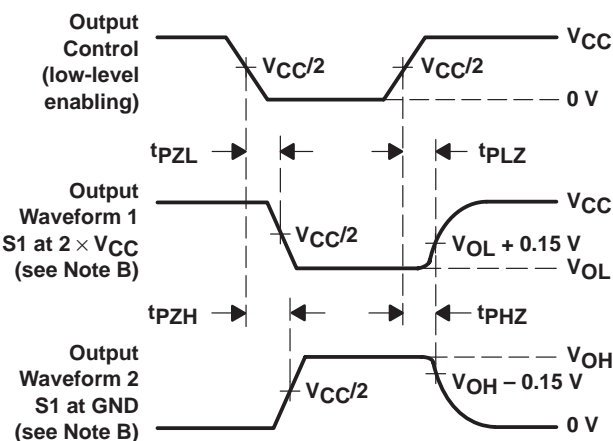 Output
Control
(low-level
enabling)
VCC/2
VCC/2
VCC
0 V
tPZL
tPLZ
Output
Waveform 1
S1 at 2 × VCC
(see Note B)
VCC/2
VCC
VOL + 0.15 V
VOL
tPZH
tPHZ
Output
Waveform 2
S1 at GND
(see Note B)
VCC/2
VOH
VOH – 0.15 V
0 V